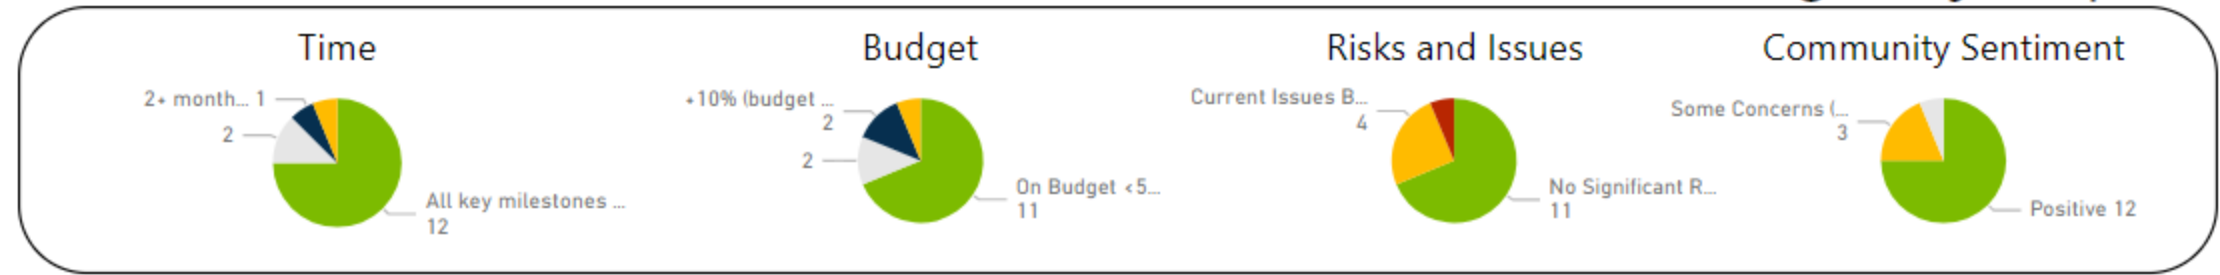 Time
2+ month... 1
2
All key milestones ...
12
Budget
+10% (budget ...
2
2
On Budget <5...
11
Risks and Issues
Current Issues B...
4
No Significant R...
11
Community Sentiment
Some Concerns (...
3
Positive 12